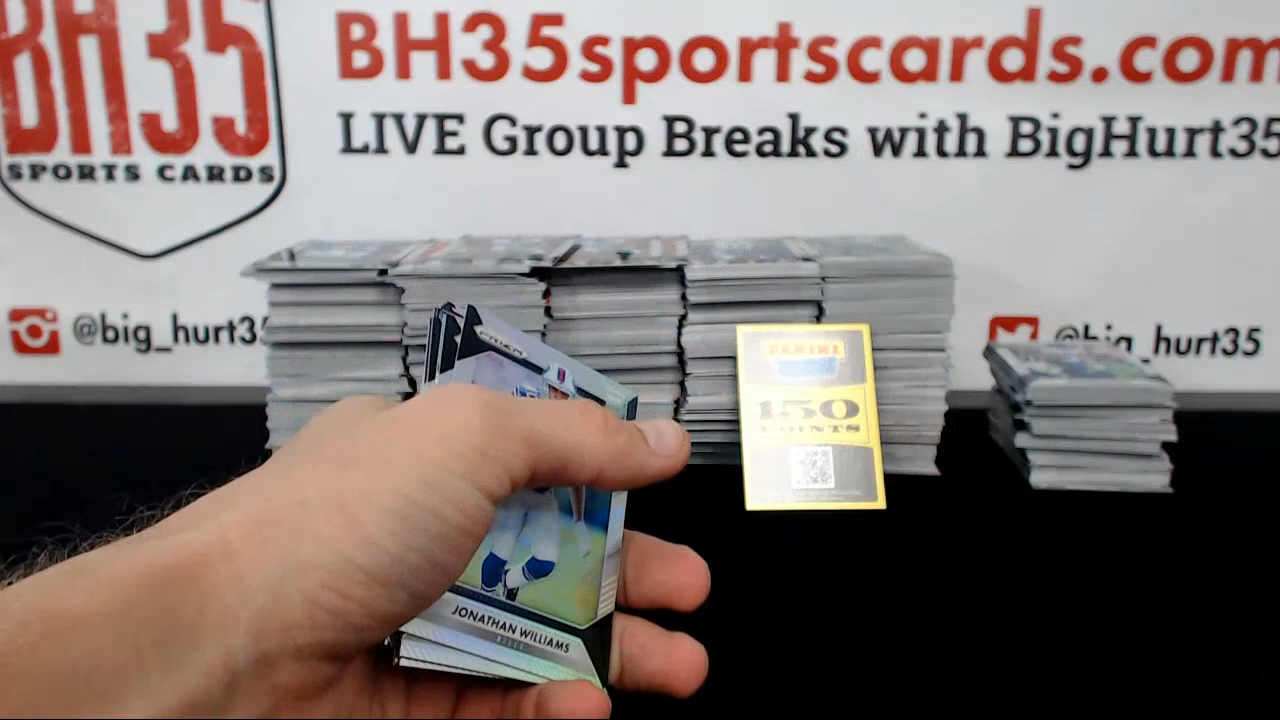 BH35
SPORTS CARDS
BH35sportscards.com
LIVE Group Breaks with BigHurt35
@big_hurt35
@big_hurt35
PRIZM
PANINI
150
POINTS
JONATHAN WILLIAMS